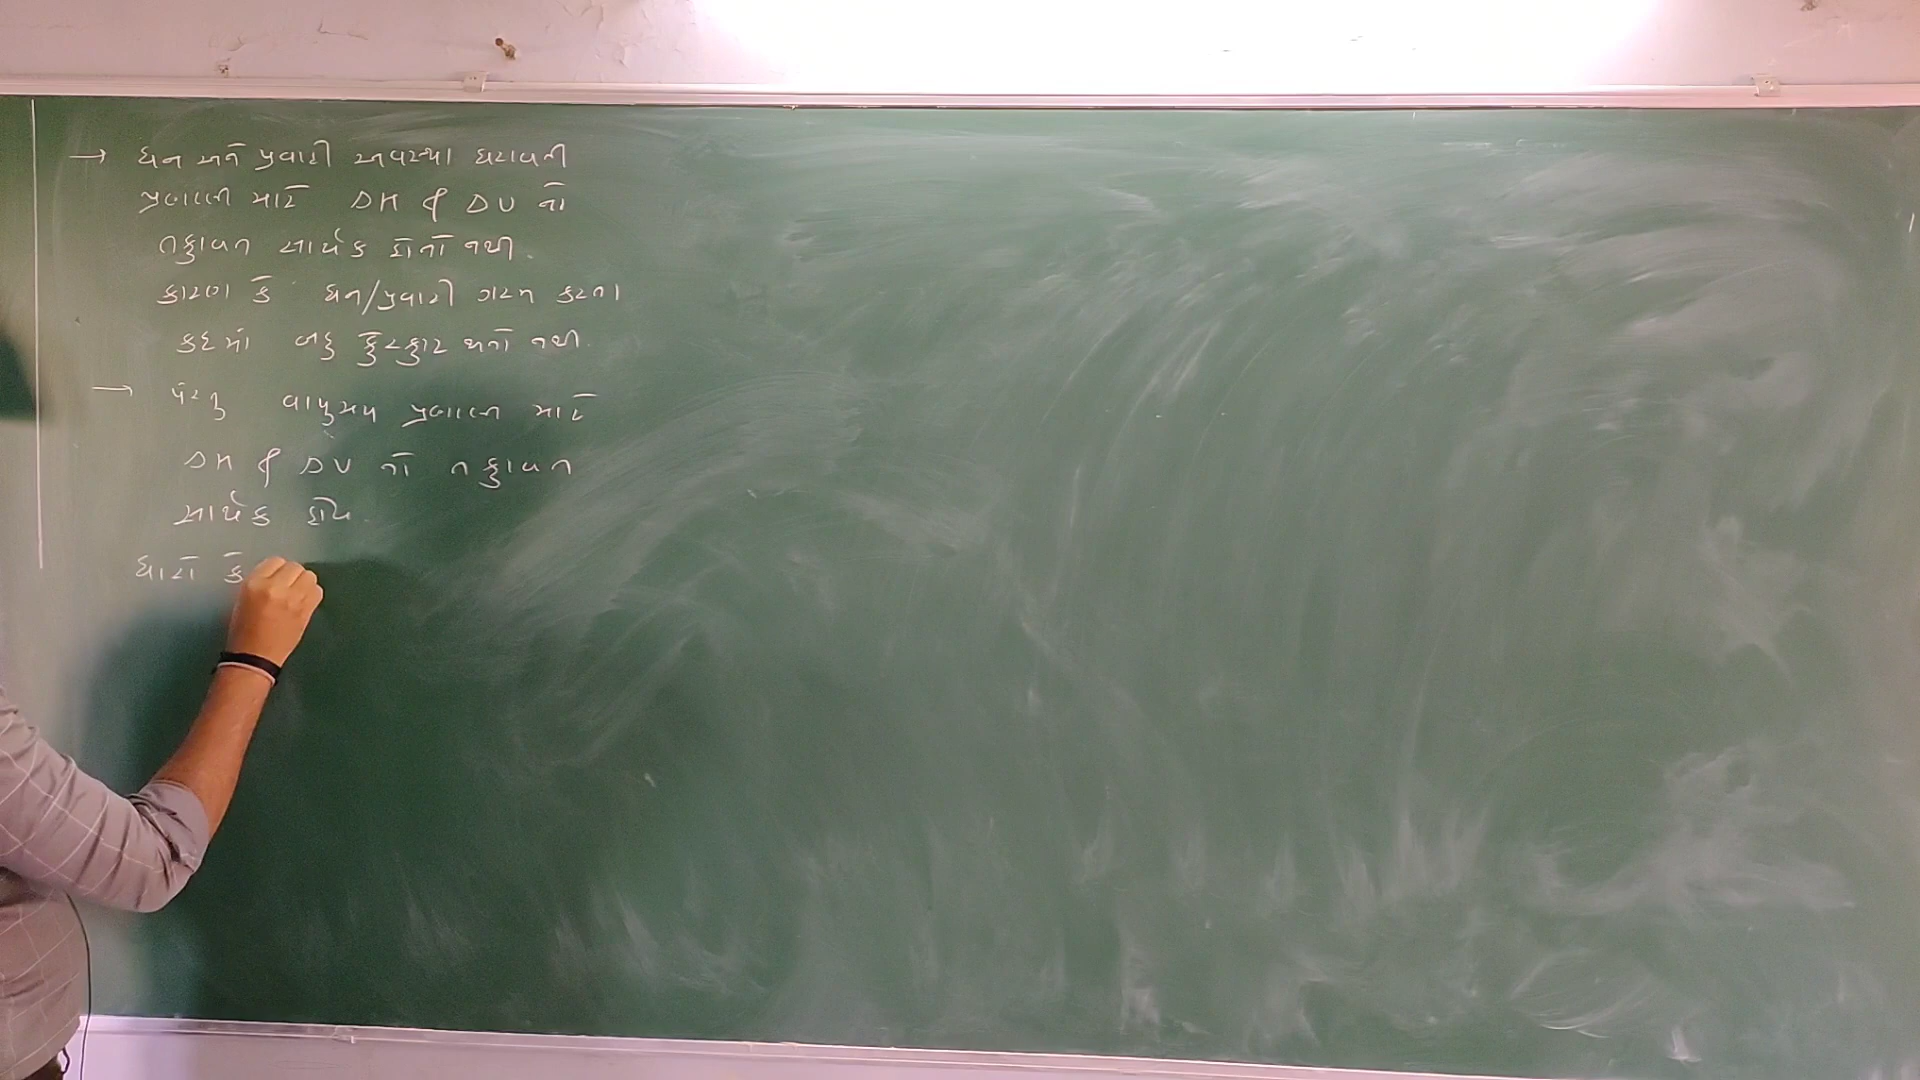 → ઘન અને પ્રવાહી અવસ્થા ધરાવતી
પ્રણાલી માટે ΔH & ΔU નો
તફાવત સાર્થક હોતો નથી.
કારણ કે ઘન/પ્રવાહી ગરમ કરતા
કદમાં બહુ ફેરફાર થતો નથી.
→ પરંતુ વાયુમય પ્રણાલી માટે
ΔH & ΔU નો તફાવત
સાર્થક હોય.
ધારો કે